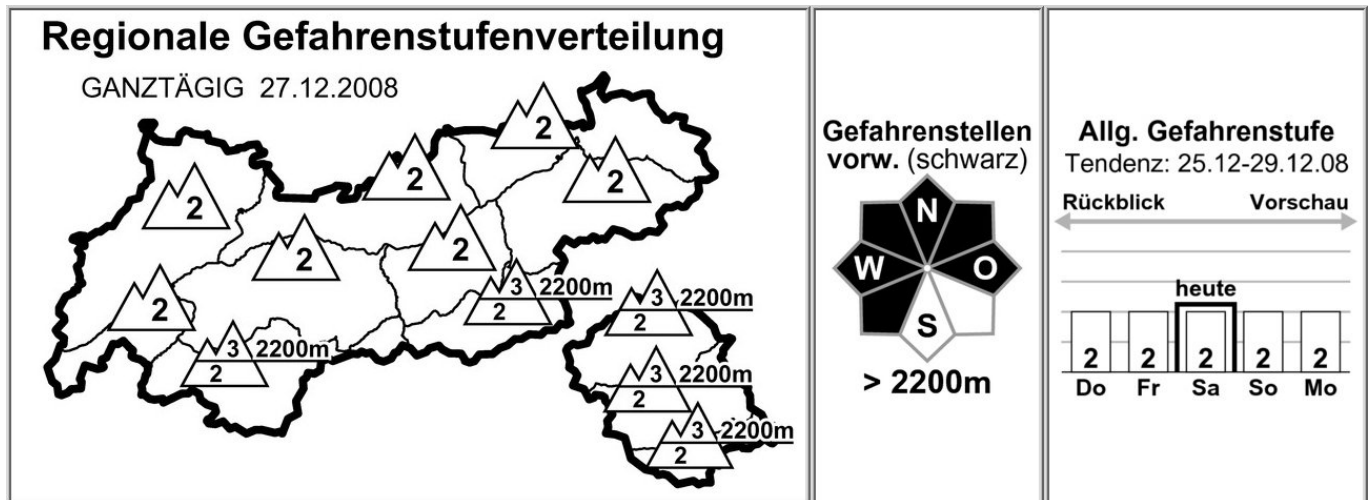 Regionale Gefahrenstufenverteilung
GANZTÄGIG 27.12.2008
2
2
2
2
2
2
2
3 2200m
2
2
3 2200m
2
3 2200m
2
3 2200m
2
3 2200m
2
Gefahrenstellen
vorw. (schwarz)
N
W O
S
> 2200m
Allg. Gefahrenstufe
Tendenz: 25.12-29.12.08
Rückblick Vorschau
heute
2 2 2 2 2
Do Fr Sa So Mo